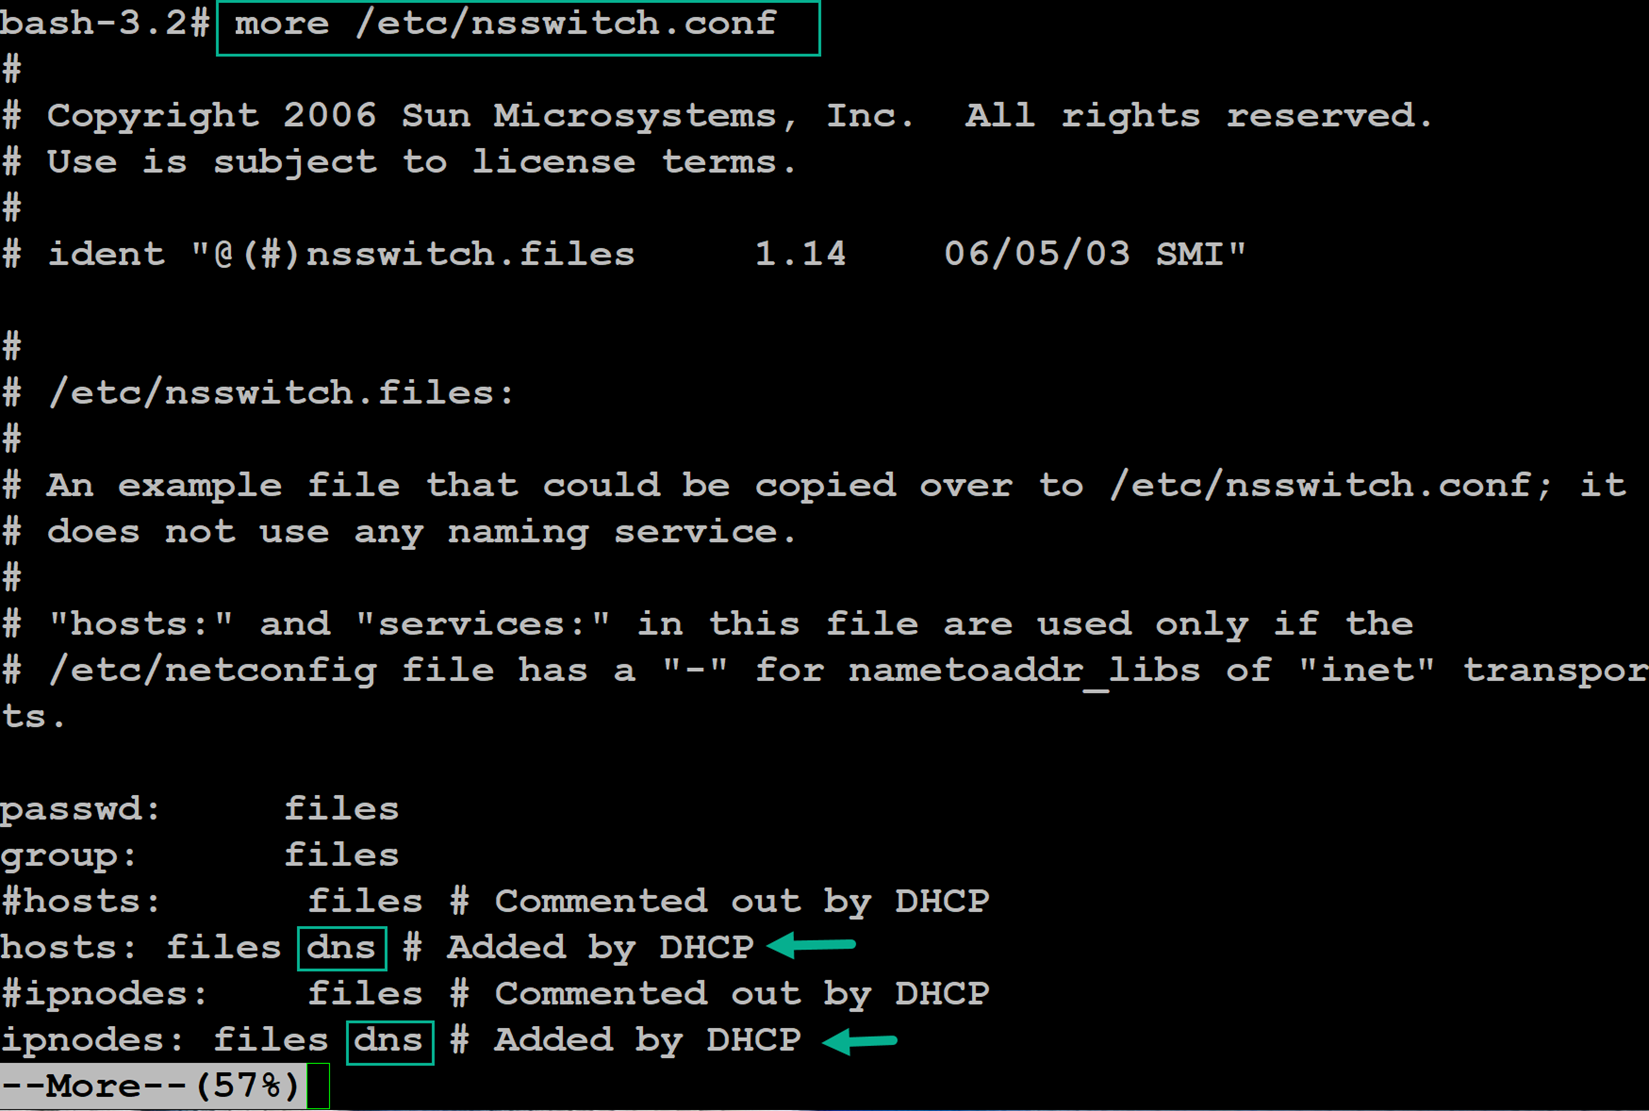 bash-3.2# more /etc/nsswitch.conf
#
# Copyright 2006 Sun Microsystems, Inc.  All rights reserved.
# Use is subject to license terms.
#
# ident "@(#)nsswitch.files     1.14    06/05/03 SMI"
#
# /etc/nsswitch.files:
#
# An example file that could be copied over to /etc/nsswitch.conf; it
# does not use any naming service.
#
# "hosts:" and "services:" in this file are used only if the
# /etc/netconfig file has a "-" for nametoaddr_libs of "inet" transpor
ts.
passwd:     files
group:      files
#hosts:      files # Commented out by DHCP
hosts: files dns # Added by DHCP
#ipnodes:    files # Commented out by DHCP
ipnodes: files dns # Added by DHCP
--More--(57%)